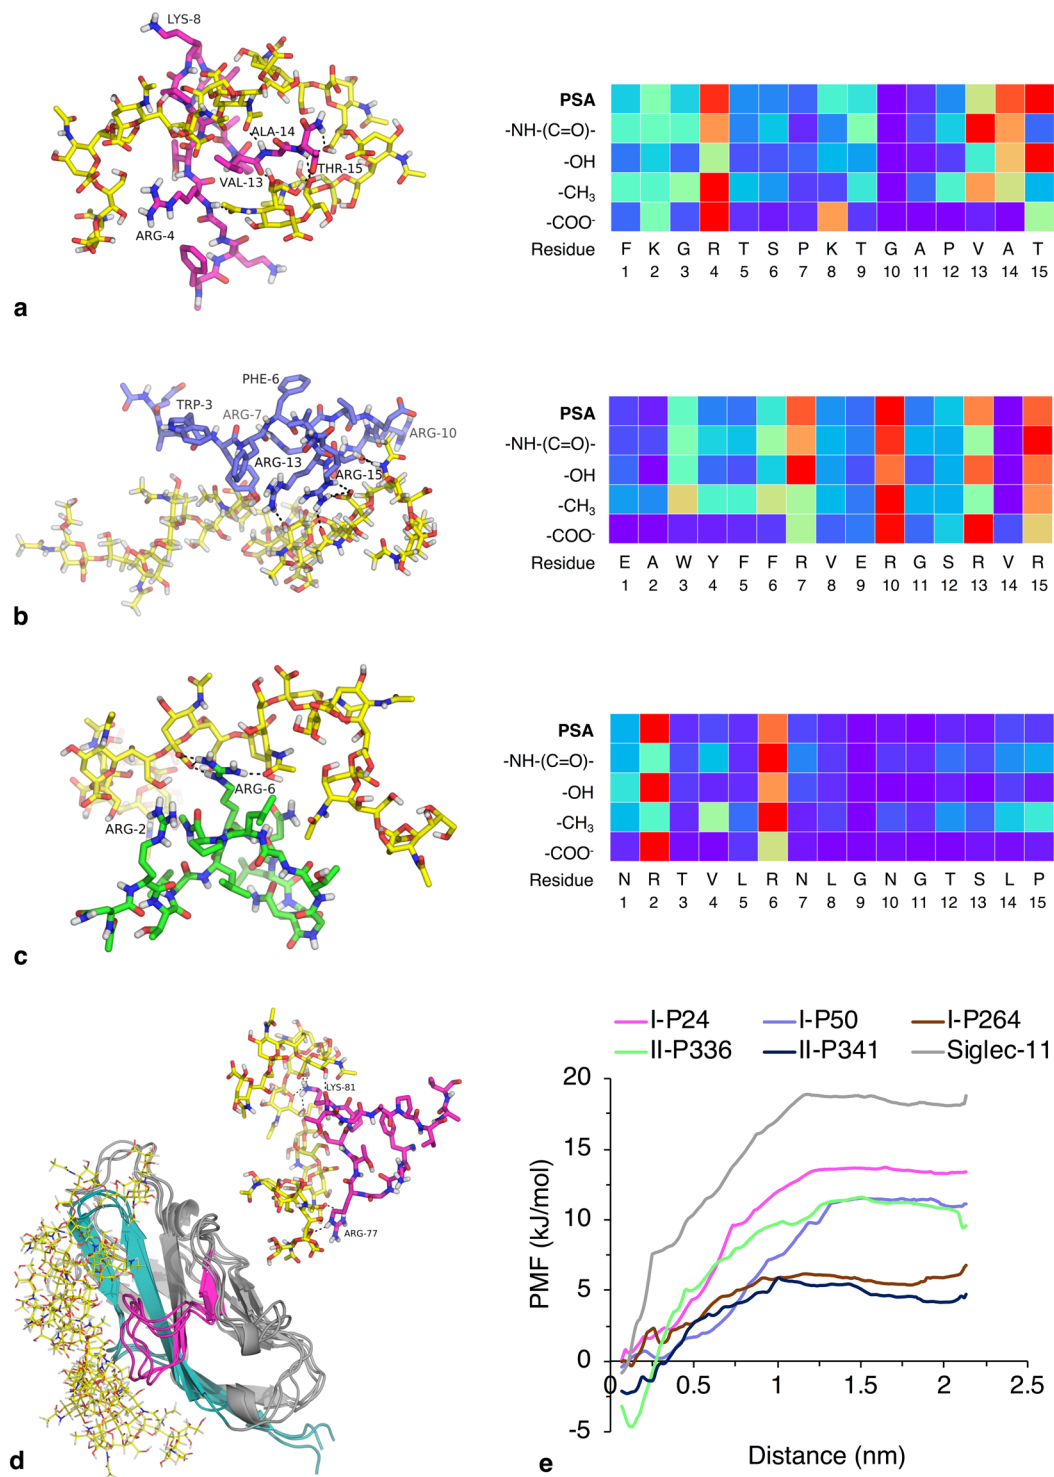 LYS-8
ALA-14
THR-15
VAL-13
ARG-4
a
PSA
-NH-(C=O)-
-OH
-CH3
-COO-
Residue F K G R T S P K T G A P V A T
1 2 3 4 5 6 7 8 9 10 11 12 13 14 15
PHE-6
TRP-3
ARG-7
ARG-10
ARG-13
ARG-15
b
PSA
-NH-(C=O)-
-OH
-CH3
-COO-
Residue E A W Y F F R V E R G S R V R
1 2 3 4 5 6 7 8 9 10 11 12 13 14 15
ARG-6
ARG-2
c
PSA
-NH-(C=O)-
-OH
-CH3
-COO-
Residue N R T V L R N L G N G T S L P
1 2 3 4 5 6 7 8 9 10 11 12 13 14 15
LYS-81
ARG-77
d
I-P24 I-P50 I-P264
II-P336 II-P341 Siglec-11
20
15
10
5
0
-5
0 0.5 1 1.5 2 2.5
PMF (kJ/mol)
Distance (nm)
e